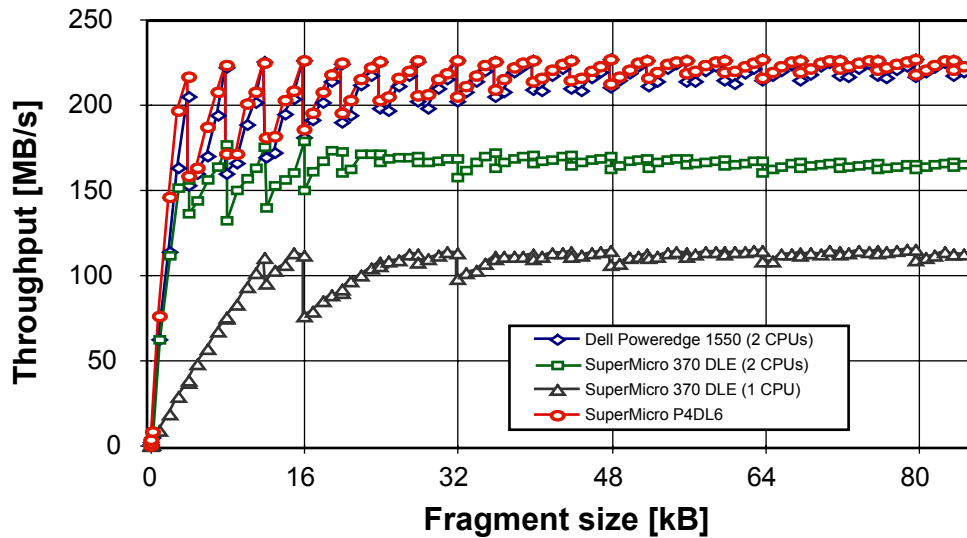 250
200
150
100
50
0
Throughput [MB/s]
Dell Poweredge 1550 (2 CPUs)
SuperMicro 370 DLE (2 CPUs)
SuperMicro 370 DLE (1 CPU)
SuperMicro P4DL6
0 16 32 48 64 80
Fragment size [kB]